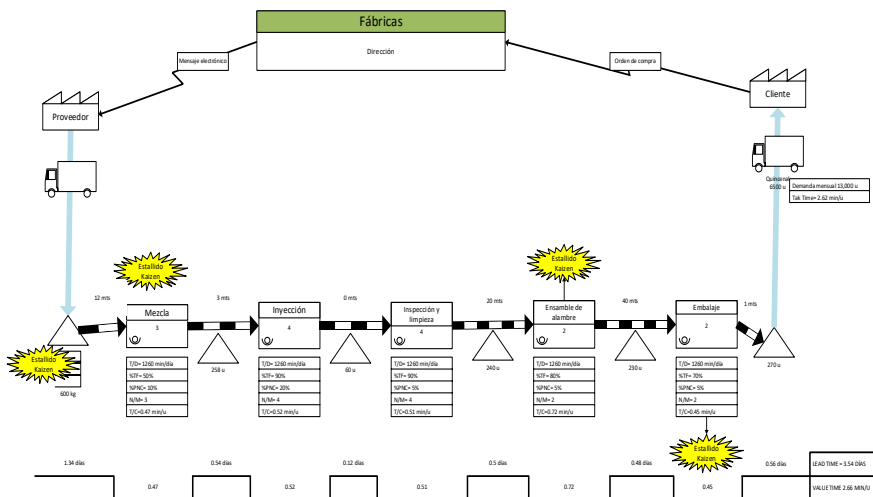 Fábricas
Dirección
Mensaje electrónico
Orden de compra
Proveedor
Cliente
Quincenal
6500 u
Demanda mensual 13,000 u
Tak Time= 2.62 min/u
Estallido
Kaizen
Estallido
Kaizen
12 mts
3 mts
0 mts
20 mts
40 mts
1 mts
Mezcla
3
Inyección
4
Inspección y
limpieza
4
Ensamble de
alambre
2
Embalaje
2
Estallido
Kaizen
600 kg
258 u
60 u
240 u
230 u
270 u
T/D= 1260 min/día
%TF= 50%
%PNC= 10%
N/M= 3
T/C=0.47 min/u
T/D= 1260 min/día
%TF= 90%
%PNC= 20%
N/M= 4
T/C=0.52 min/u
T/D= 1260 min/día
%TF= 90%
%PNC= 5%
N/M= 4
T/C=0.51 min/u
T/D= 1260 min/día
%TF= 80%
%PNC= 5%
N/M= 2
T/C=0.72 min/u
T/D= 1260 min/día
%TF= 70%
%PNC= 5%
N/M= 2
T/C=0.45 min/u
Estallido
Kaizen
1.34 días
0.54 días
0.12 días
0.5 días
0.48 días
0.56 días
LEAD TIME = 3.54 DÍAS
0.47
0.52
0.51
0.72
0.45
VALUE TIME 2.66 MIN/U